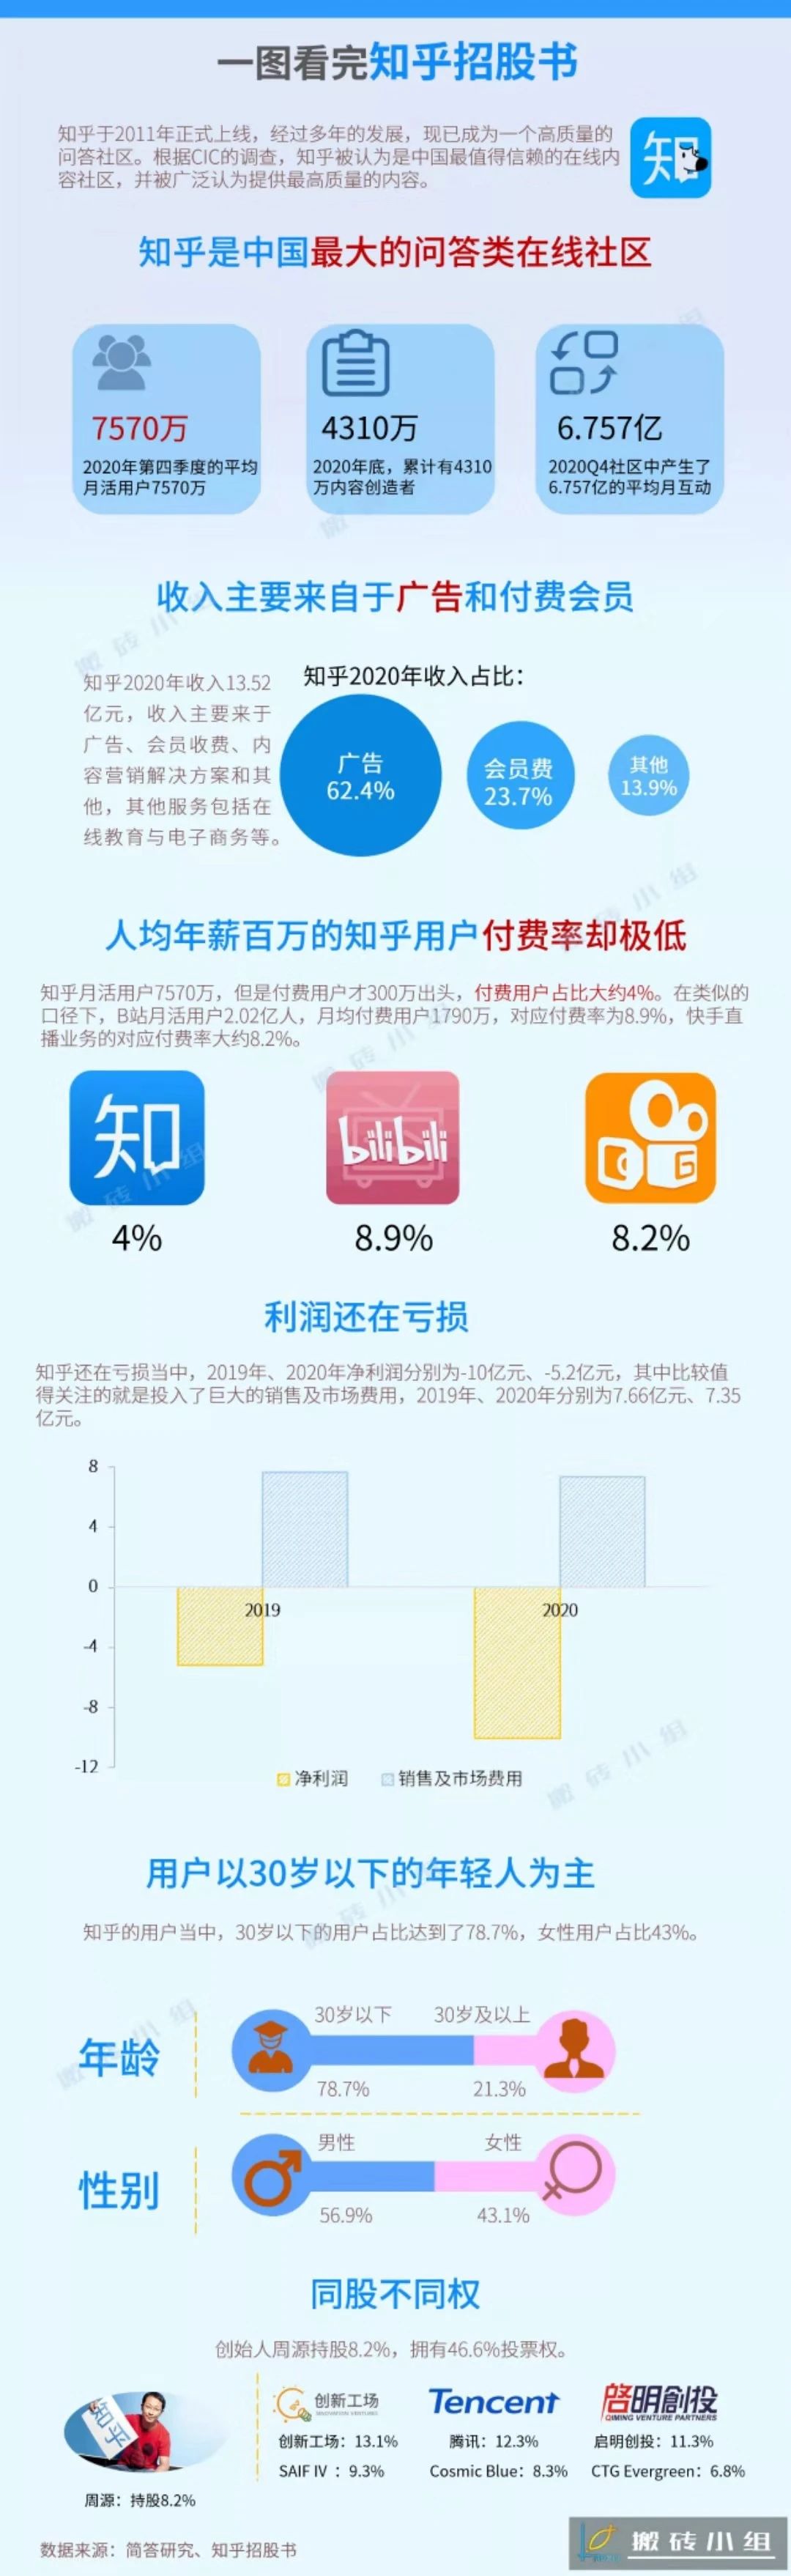 一图看完知乎招股书
知乎于2011年正式上线，经过多年的发展，现已成为一个高质量的
问答社区。根据CIC的调查，知乎被认为是中国最值得信赖的在线内
容社区，并被广泛认为提供最高质量的内容。
知
知乎是中国最大的问答类在线社区
7570万
2020年第四季度的平均
月活用户7570万
4310万
2020年底，累计有4310
万内容创造者
6.757亿
2020Q4社区中产生了
6.757亿的平均月互动
收入主要来自于广告和付费会员
知乎2020年收入13.52
亿元，收入主要来于
广告、会员收费、内
容营销解决方案和其
他，其他服务包括在
线教育与电子商务等。
知乎2020年收入占比：
广告
62.4%
会员费
23.7%
其他
13.9%
人均年薪百万的知乎用户付费率却极低
知乎月活用户7570万，但是付费用户才300万出头，付费用户占比大约4%。在类似的
口径下，B站月活用户2.02亿人，月均付费用户1790万，对应付费率为8.9%，快手直
播业务的对应付费率大约8.2%。
知
bilibili
4%
8.9%
8.2%
利润还在亏损
知乎还在亏损当中，2019年、2020年净利润分别为-10亿元、-5.2亿元，其中比较值
得关注的就是投入了巨大的销售及市场费用，2019年、2020年分别为7.66亿元、7.35
亿元。
8
4
0
-4
-8
-12
2019
2020
净利润
销售及市场费用
用户以30岁以下的年轻人为主
知乎的用户当中，30岁以下的用户占比达到了78.7%，女性用户占比43%。
年龄
30岁以下
30岁及以上
78.7%
21.3%
性别
男性
女性
56.9%
43.1%
同股不同权
创始人周源持股8.2%，拥有46.6%投票权。
知乎
周源：持股8.2%
创新工场
INNOVATION VENTURES
Tencent
啓明創投
QIMING VENTURE PARTNERS
创新工场：13.1%
腾讯：12.3%
启明创投：11.3%
SAIF IV ：9.3%
Cosmic Blue：8.3%
CTG Evergreen：6.8%
数据来源：简答研究、知乎招股书
搬砖小组